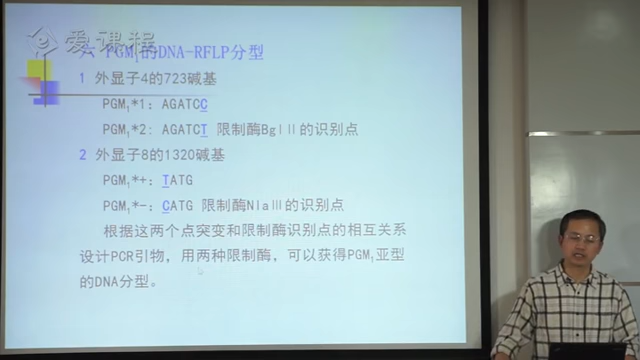 爱课程
六 PGM₁的DNA-RFLP分型
1 外显子4的723碱基
PGM₁*1: AGATCC
PGM₁*2: AGATCT 限制酶BglⅡ的识别点
2 外显子8的1320碱基
PGM₁*+: TATG
PGM₁*-: CATG 限制酶NlaⅢ的识别点
根据这两个点突变和限制酶识别点的相互关系
设计PCR引物，用两种限制酶，可以获得PGM₁亚型
的DNA分型。